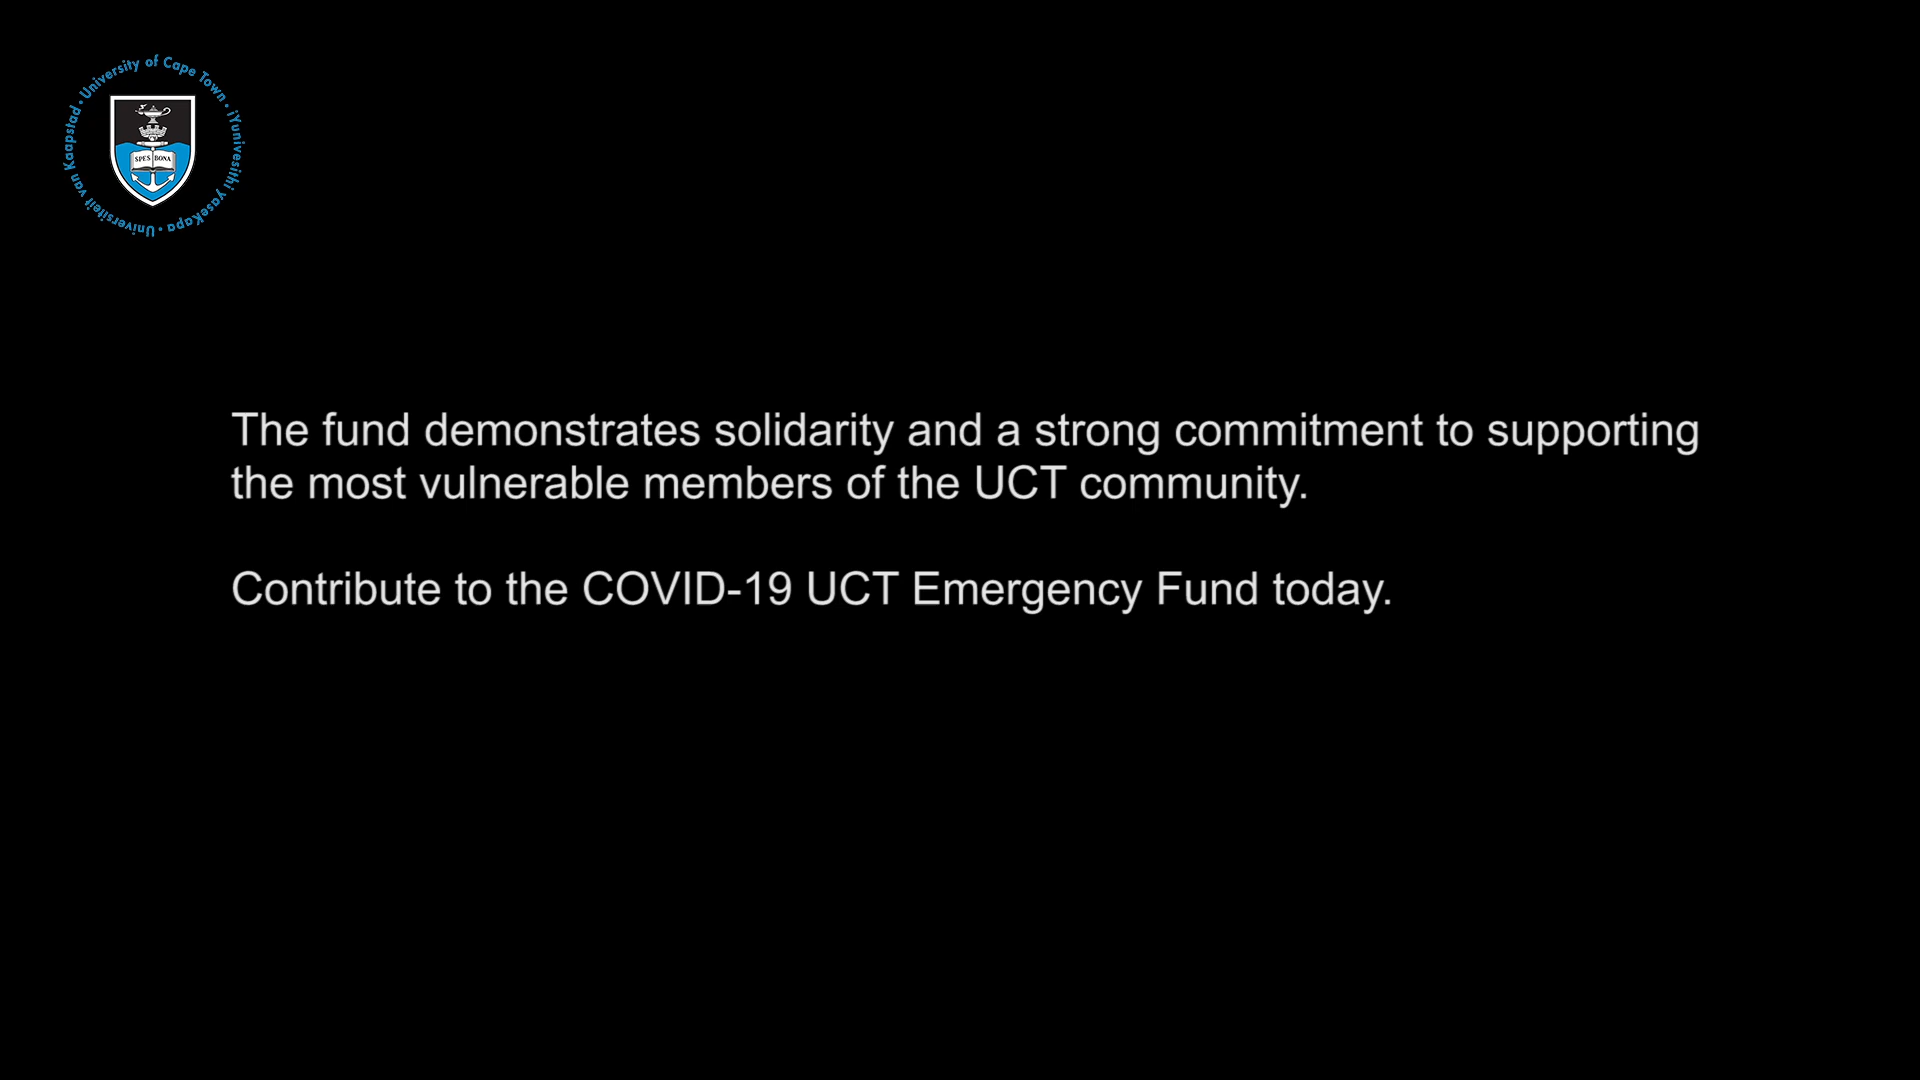 University of Cape Town · iYunivesithi yaseKapa · Universiteit van Kaapstad ·
SPES BONA
The fund demonstrates solidarity and a strong commitment to supporting
the most vulnerable members of the UCT community.
Contribute to the COVID-19 UCT Emergency Fund today.